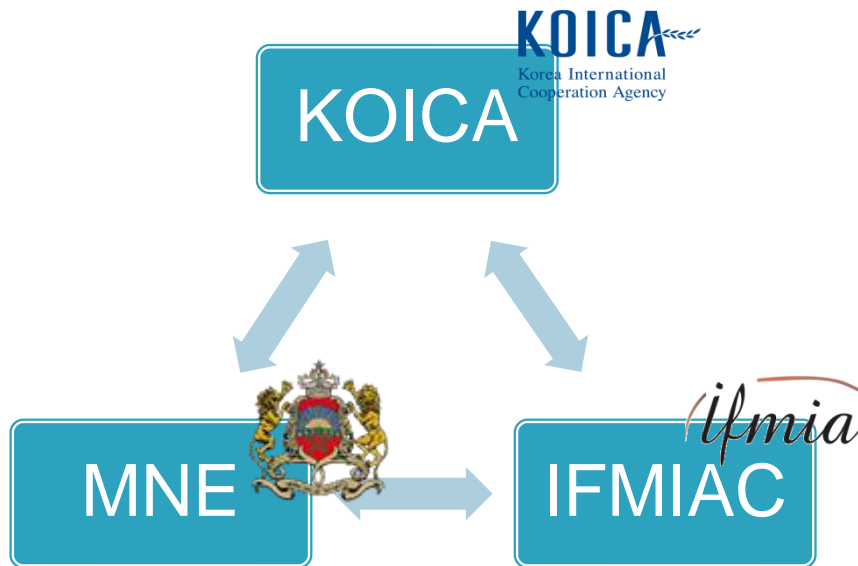 KOICA
Korea International
Cooperation Agency
KOICA
ifmia
MNE
IFMIAC